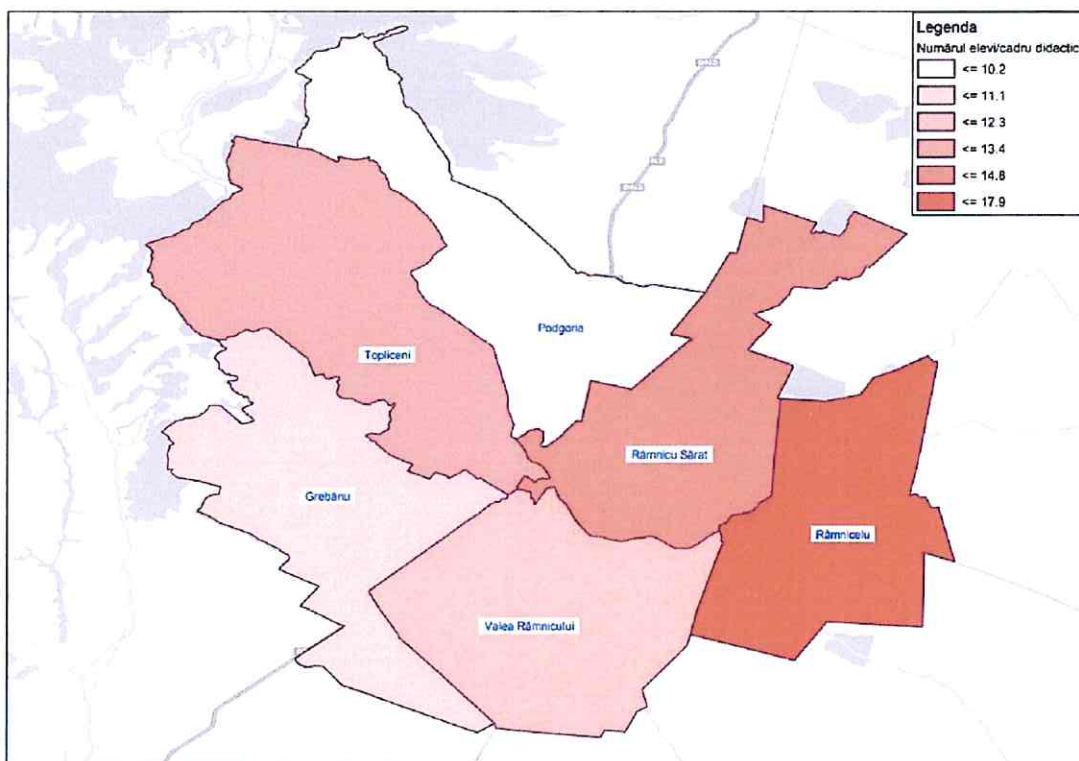 Legenda
Numărul elevi/cadru didactic
<= 10.2
<= 11.1
<= 12.3
<= 13.4
<= 14.8
<= 17.9
Podgoria
Topliceni
Râmnicu Sărat
Grebănu
Râmnicelu
Valea Râmnicului